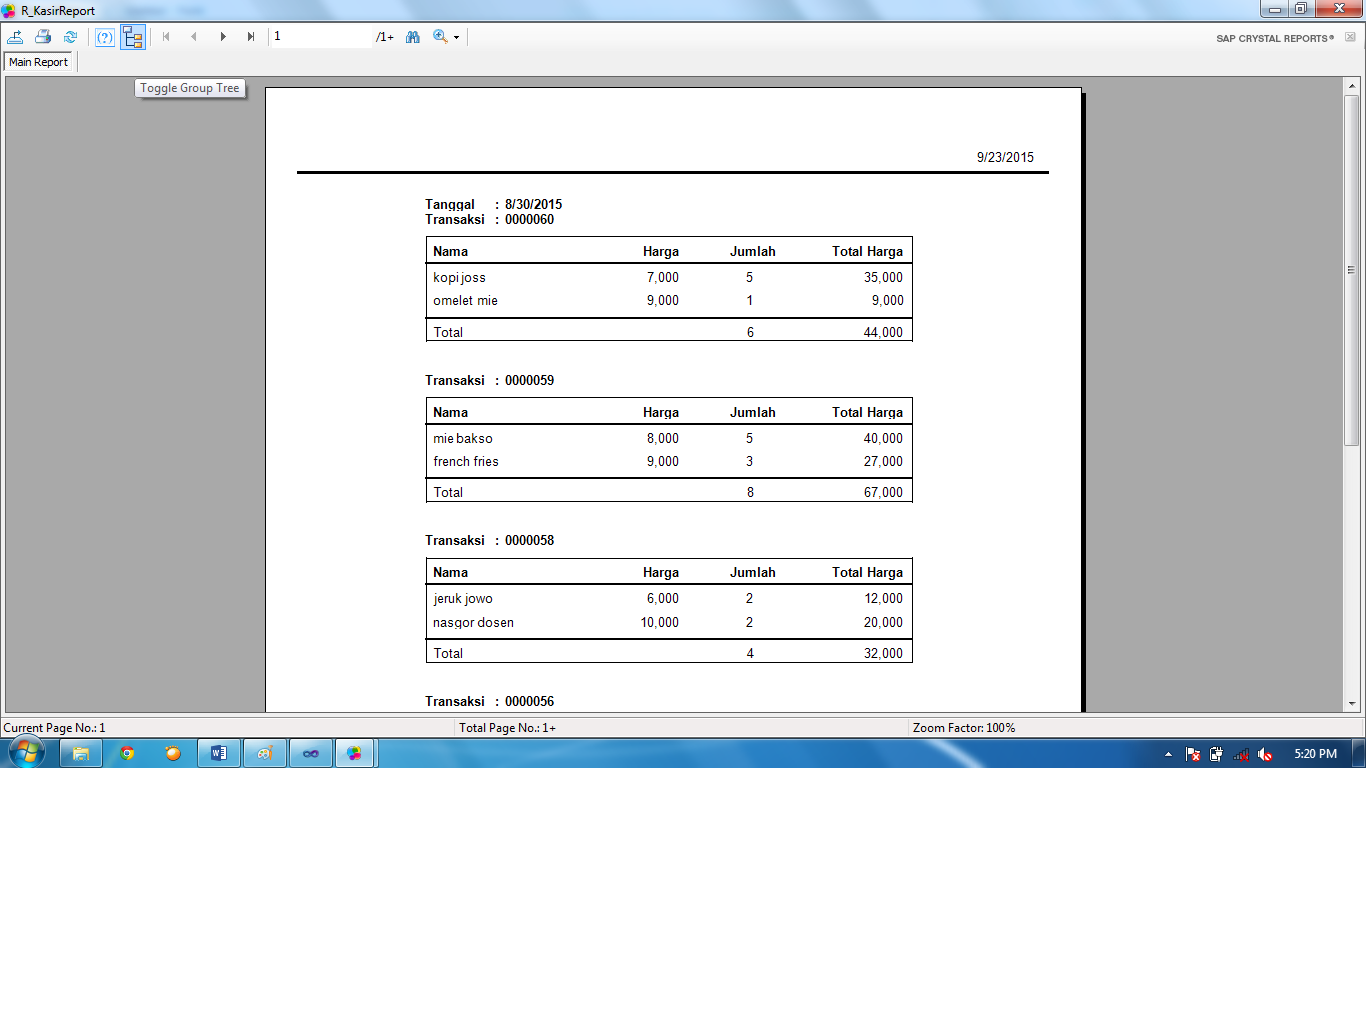 R_KasirReport
1 /1+
SAP CRYSTAL REPORTS®
Main Report
Toggle Group Tree
9/23/2015
Tanggal : 8/30/2015
Transaksi : 0000060
Nama Harga Jumlah Total Harga
kopi joss 7,000 5 35,000
omelet mie 9,000 1 9,000
Total 6 44,000
Transaksi : 0000059
Nama Harga Jumlah Total Harga
mie bakso 8,000 5 40,000
french fries 9,000 3 27,000
Total 8 67,000
Transaksi : 0000058
Nama Harga Jumlah Total Harga
jeruk jowo 6,000 2 12,000
nasgor dosen 10,000 2 20,000
Total 4 32,000
Transaksi : 0000056
Current Page No.: 1 Total Page No.: 1+ Zoom Factor: 100%
5:20 PM